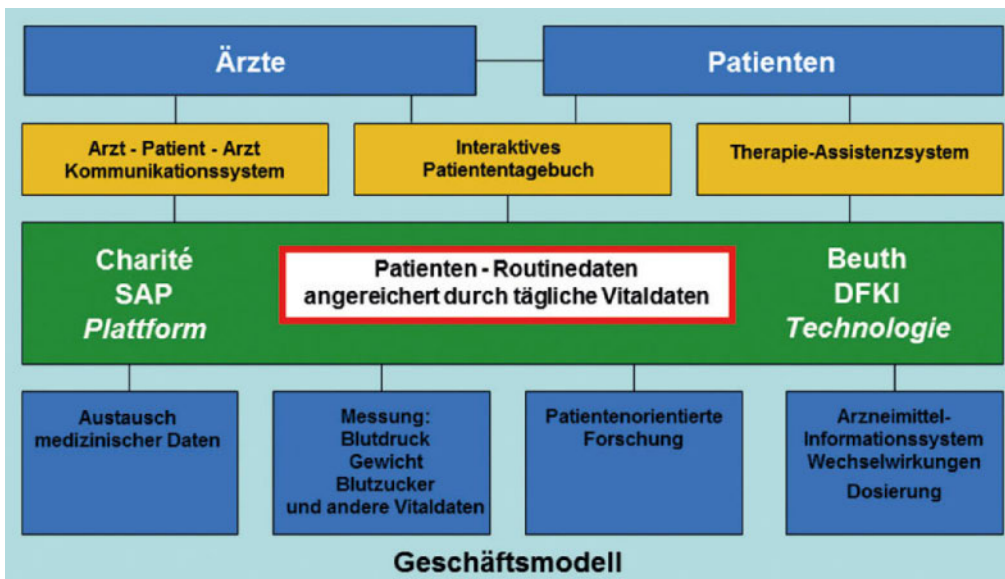 Ärzte
Patienten
Arzt - Patient - Arzt
Kommunikationssystem
Interaktives
Patiententagebuch
Therapie-Assistenzsystem
Charité
SAP
Plattform
Patienten - Routinedaten
angereichert durch tägliche Vitaldaten
Beuth
DFKI
Technologie
Austausch
medizinischer Daten
Messung:
Blutdruck
Gewicht
Blutzucker
und andere Vitaldaten
Patientenorientierte
Forschung
Arzneimittel-
Informationssystem
Wechselwirkungen
Dosierung
Geschäftsmodell